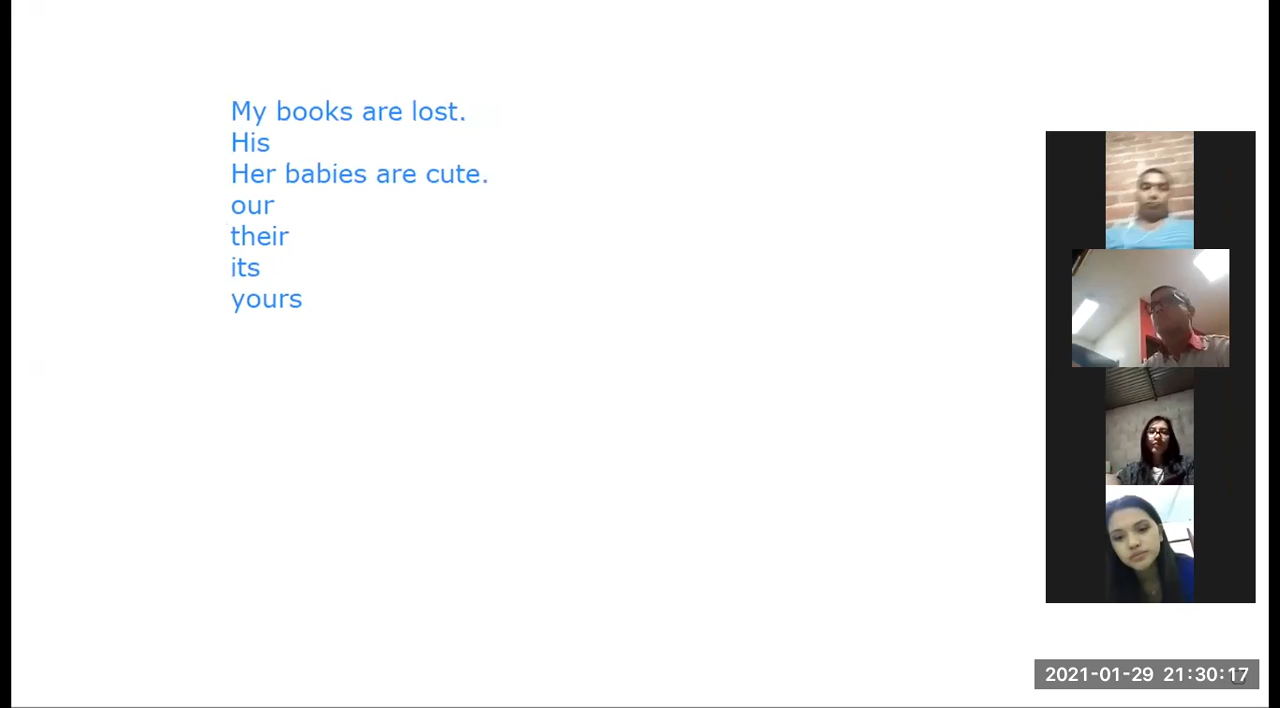 My books are lost.
His
Her babies are cute.
our
their
its
yours
2021-01-29 21:30:17